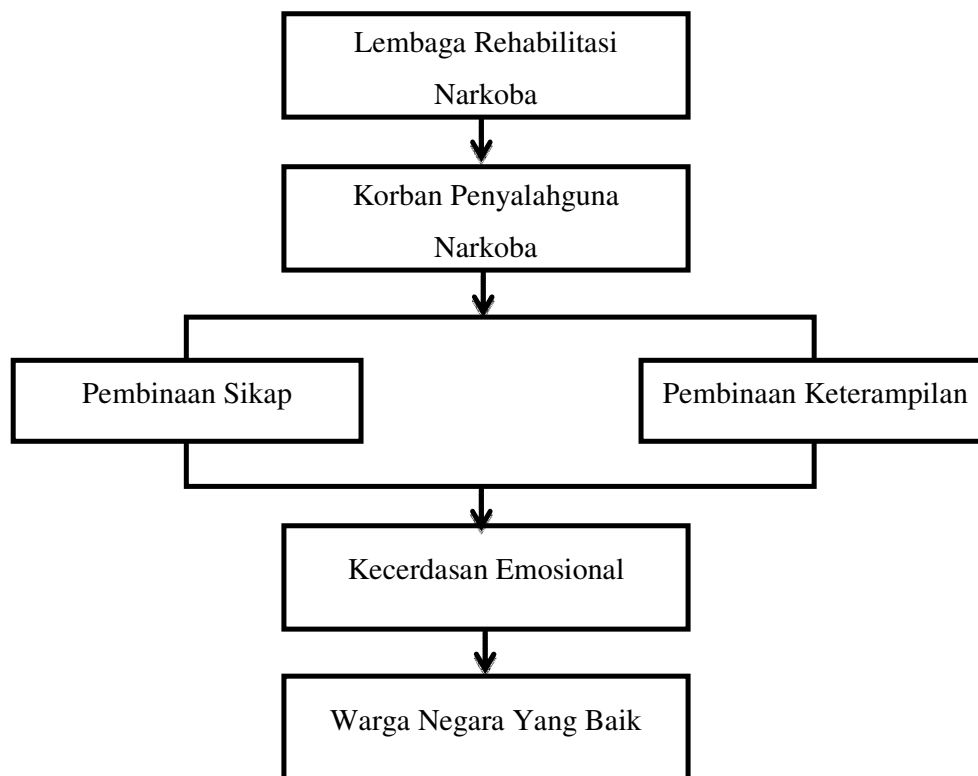 Lembaga Rehabilitasi
Narkoba
Korban Penyalahguna
Narkoba
Pembinaan Sikap
Pembinaan Keterampilan
Kecerdasan Emosional
Warga Negara Yang Baik